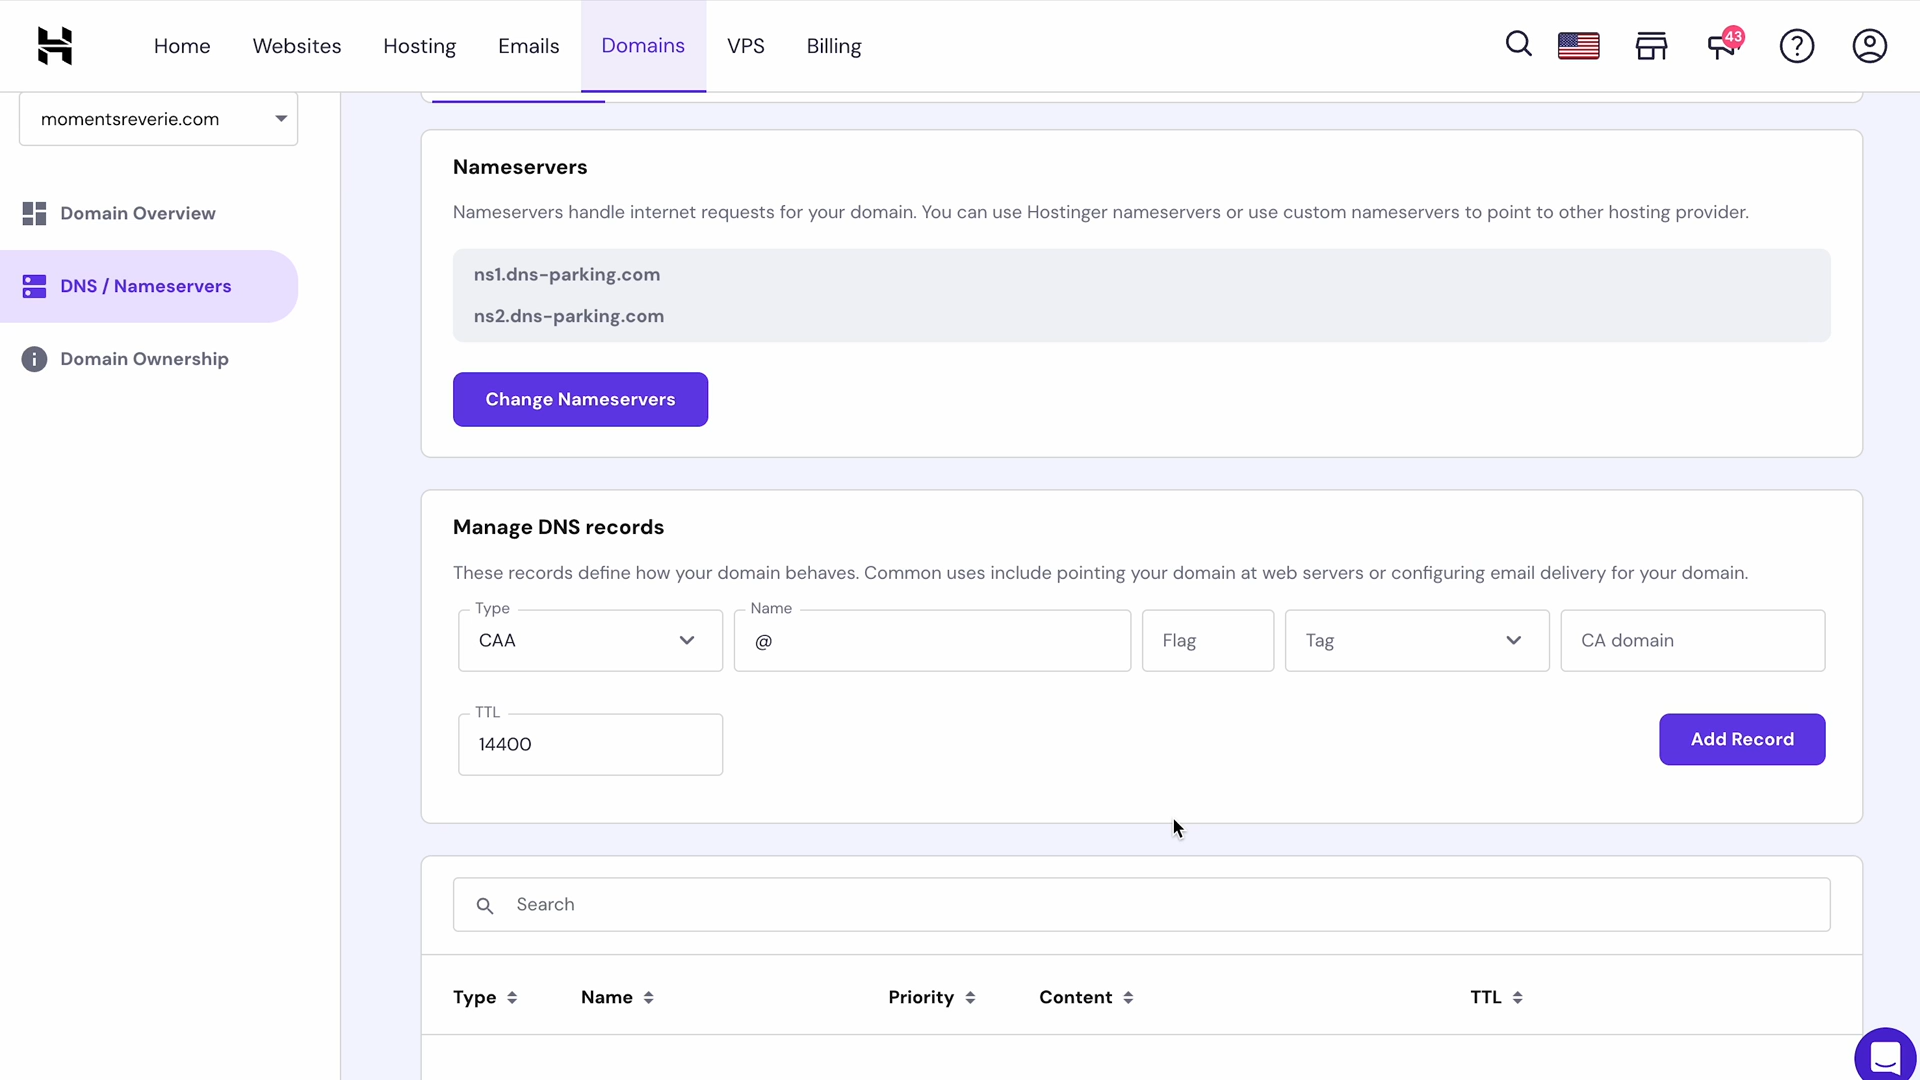 Home Websites Hosting Emails Domains VPS Billing 43
momentsreverie.com
Domain Overview
DNS / Nameservers
Domain Ownership
Nameservers
Nameservers handle internet requests for your domain. You can use Hostinger nameservers or use custom nameservers to point to other hosting provider.
ns1.dns-parking.com
ns2.dns-parking.com
Change Nameservers
Manage DNS records
These records define how your domain behaves. Common uses include pointing your domain at web servers or configuring email delivery for your domain.
Type Name
CAA @ Flag Tag CA domain
TTL
14400
Add Record
Search
Type Name Priority Content TTL